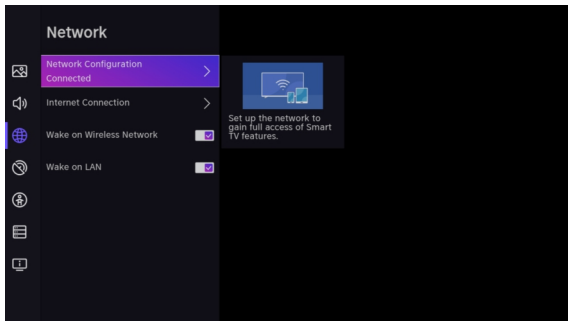 Network
Network Configuration
Connected
Internet Connection
Wake on Wireless Network
Wake on LAN
Set up the network to
gain full access of Smart
TV features.